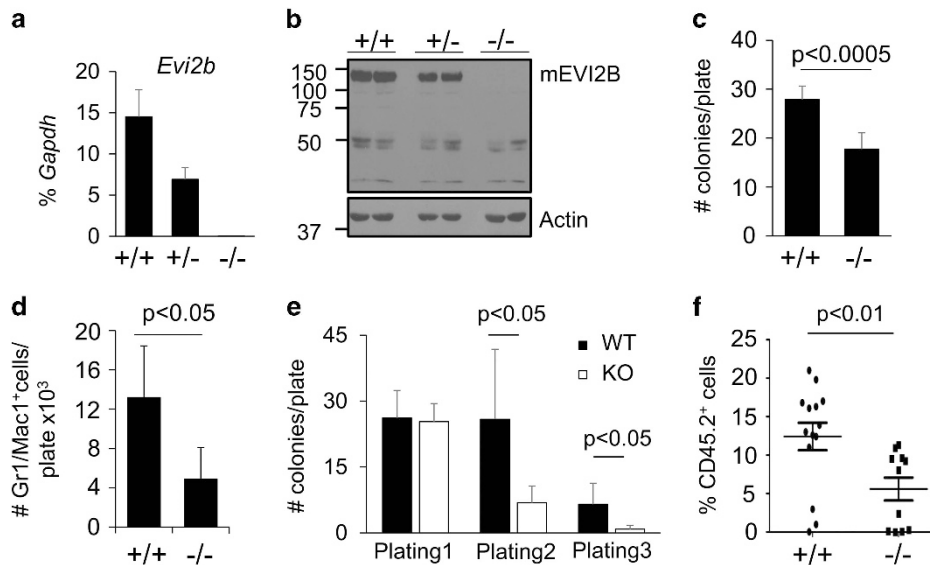 a
Evi2b
% Gapdh
20
15
10
5
0
+/+ +/- -/-
b
+/+ +/- -/-
150
100
75
50
37
mEVI2B
Actin
c
# colonies/plate
40
30
20
10
0
p<0.0005
+/+ -/-
d
# Gr1/Mac1⁺cells/
plate x10³
20
16
12
8
4
0
p<0.05
+/+ -/-
e
# colonies/plate
45
30
15
0
p<0.05
p<0.05
WT
KO
Plating1 Plating2 Plating3
f
% CD45.2⁺ cells
25
20
15
10
5
0
p<0.01
+/+ -/-